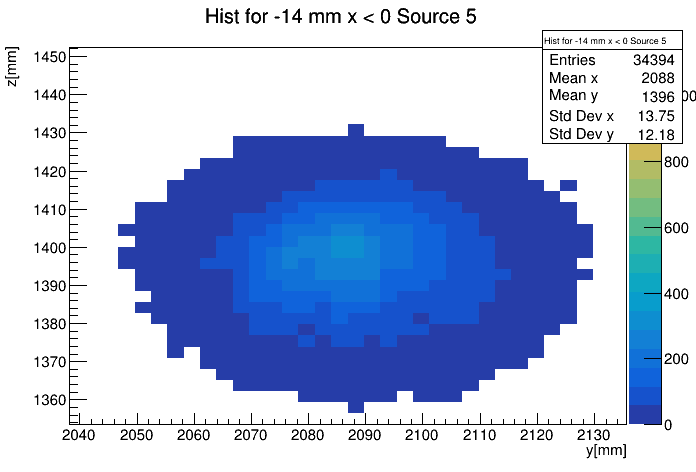 Hist for -14 mm x < 0 Source 5
Hist for -14 mm x < 0 Source 5
Entries 34394
Mean x 2088
Mean y 1396
Std Dev x 13.75
Std Dev y 12.18
z[mm]
1450
1440
1430
1420
1410
1400
1390
1380
1370
1360
800
600
400
200
0
2040 2050 2060 2070 2080 2090 2100 2110 2120 2130
y[mm]